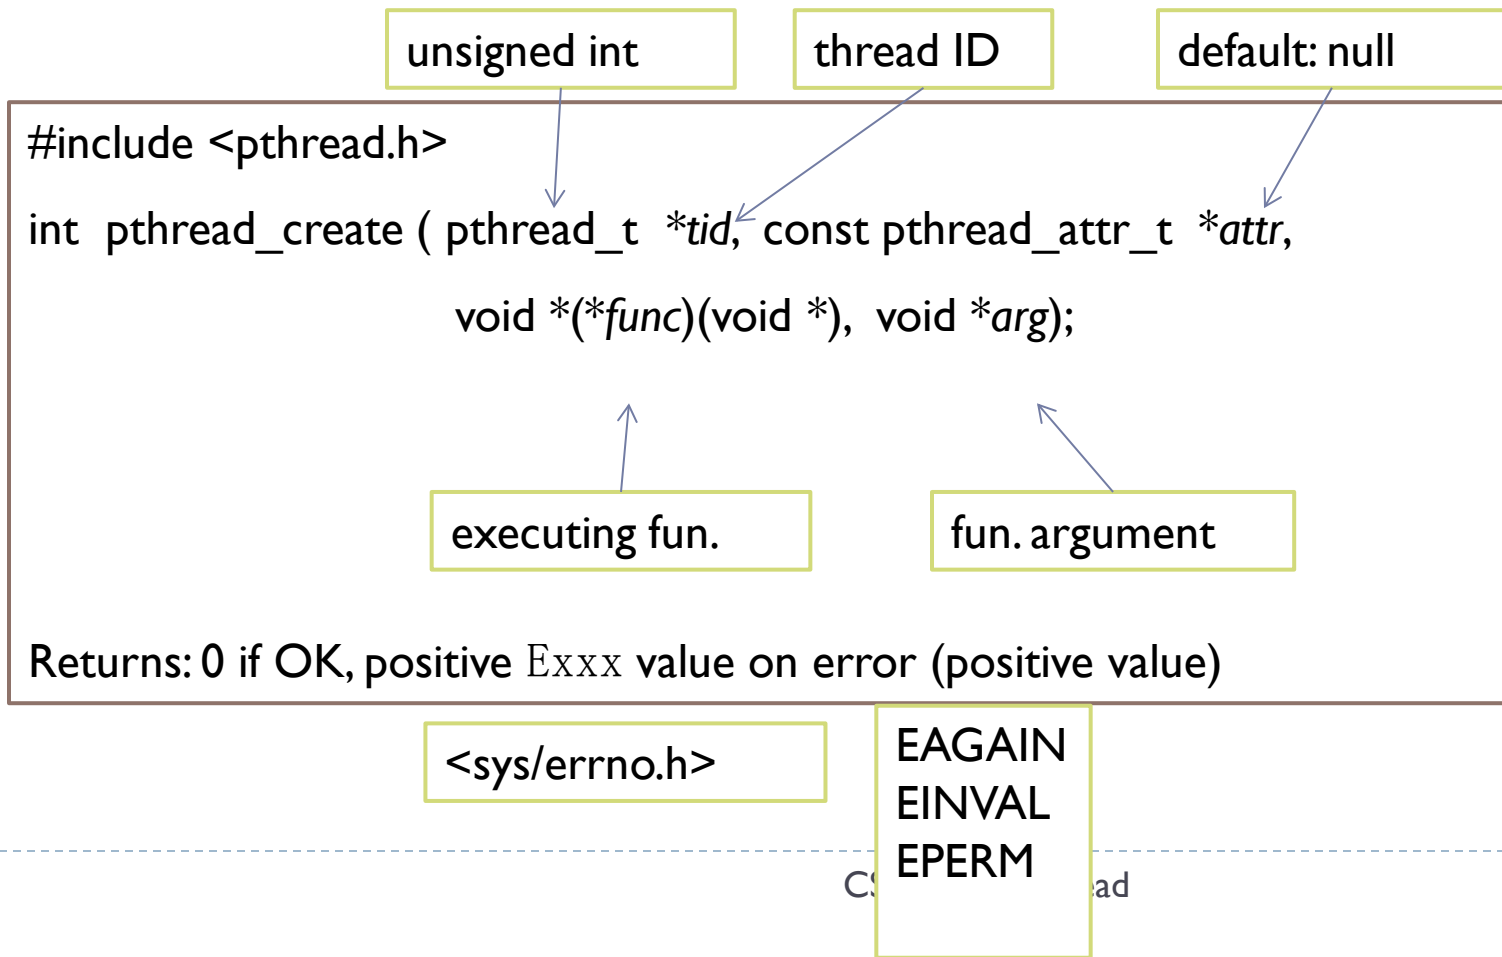 unsigned int
thread ID
default: null
#include <pthread.h>
int pthread_create ( pthread_t *tid, const pthread_attr_t *attr,
void *(*func)(void *), void *arg);
executing fun.
fun. argument
Returns: 0 if OK, positive Exxx value on error (positive value)
<sys/errno.h>
EAGAIN
EINVAL
EPERM